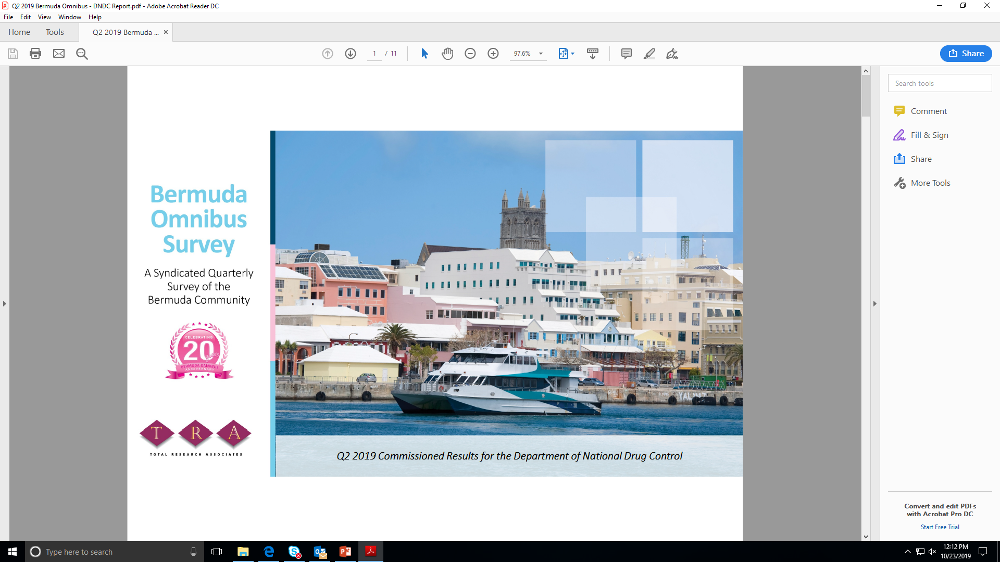 Q2 2019 Bermuda Omnibus - DNDC Report.pdf - Adobe Acrobat Reader DC
File Edit View Window Help
Home Tools Q2 2019 Bermuda ...
1 / 11 97.6% Share
Search tools
Comment
Fill & Sign
Share
More Tools
Convert and edit PDFs
with Acrobat Pro DC
Start Free Trial
Bermuda
Omnibus
Survey
A Syndicated Quarterly
Survey of the
Bermuda Community
CELEBRATING
20
years
BERMUDA OMNIBUS
ANNIVERSARY
T R A
TOTAL RESEARCH ASSOCIATES
Q2 2019 Commissioned Results for the Department of National Drug Control
Type here to search
12:12 PM
10/23/2019